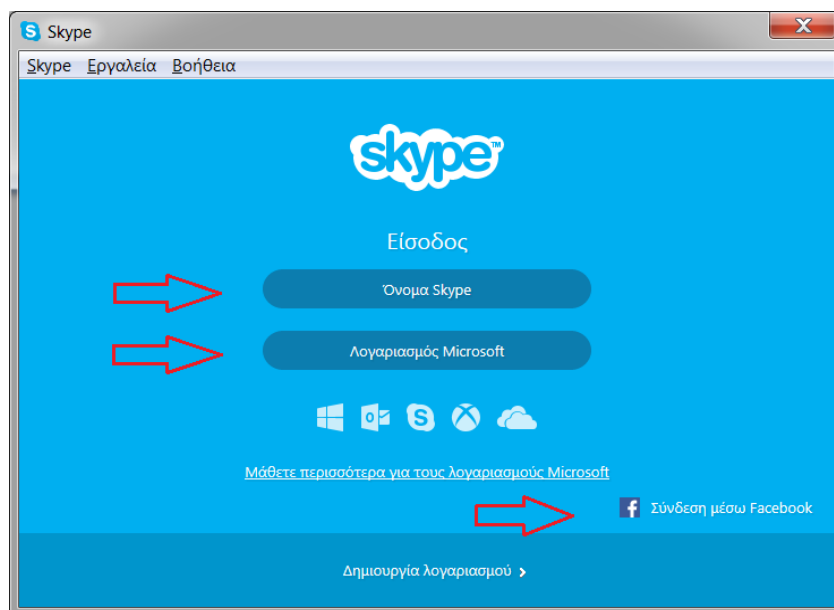 Skype
Skype Εργαλεία Βοήθεια
skype™
Είσοδος
Όνομα Skype
Λογαριασμός Microsoft
Μάθετε περισσότερα για τους λογαριασμούς Microsoft
Σύνδεση μέσω Facebook
Δημιουργία λογαριασμού